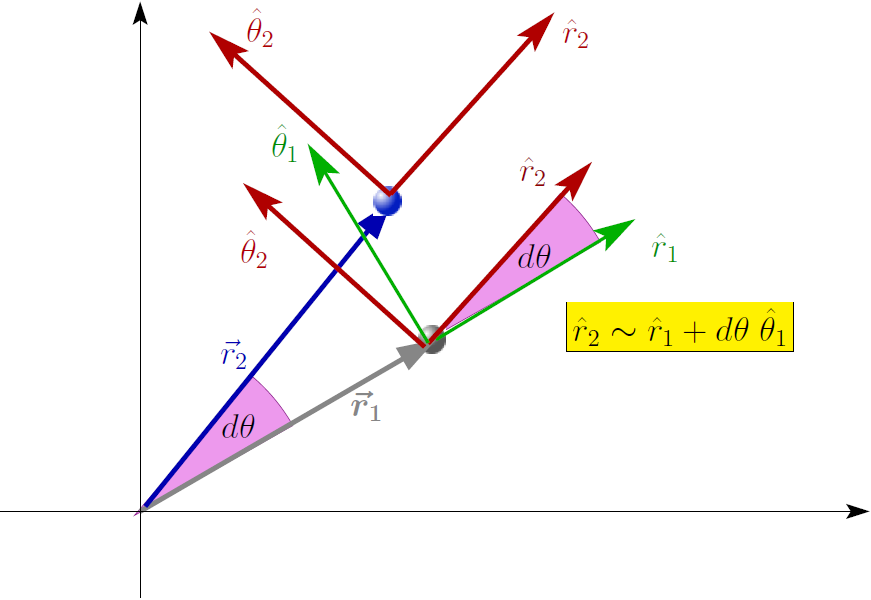 θ̂₂
r̂₂
θ̂₁
r̂₂
θ̂₂
r̂₁
dθ
r̂₂ ∼ r̂₁ + dθ θ̂₁
r⃗₂
r⃗₁
dθ